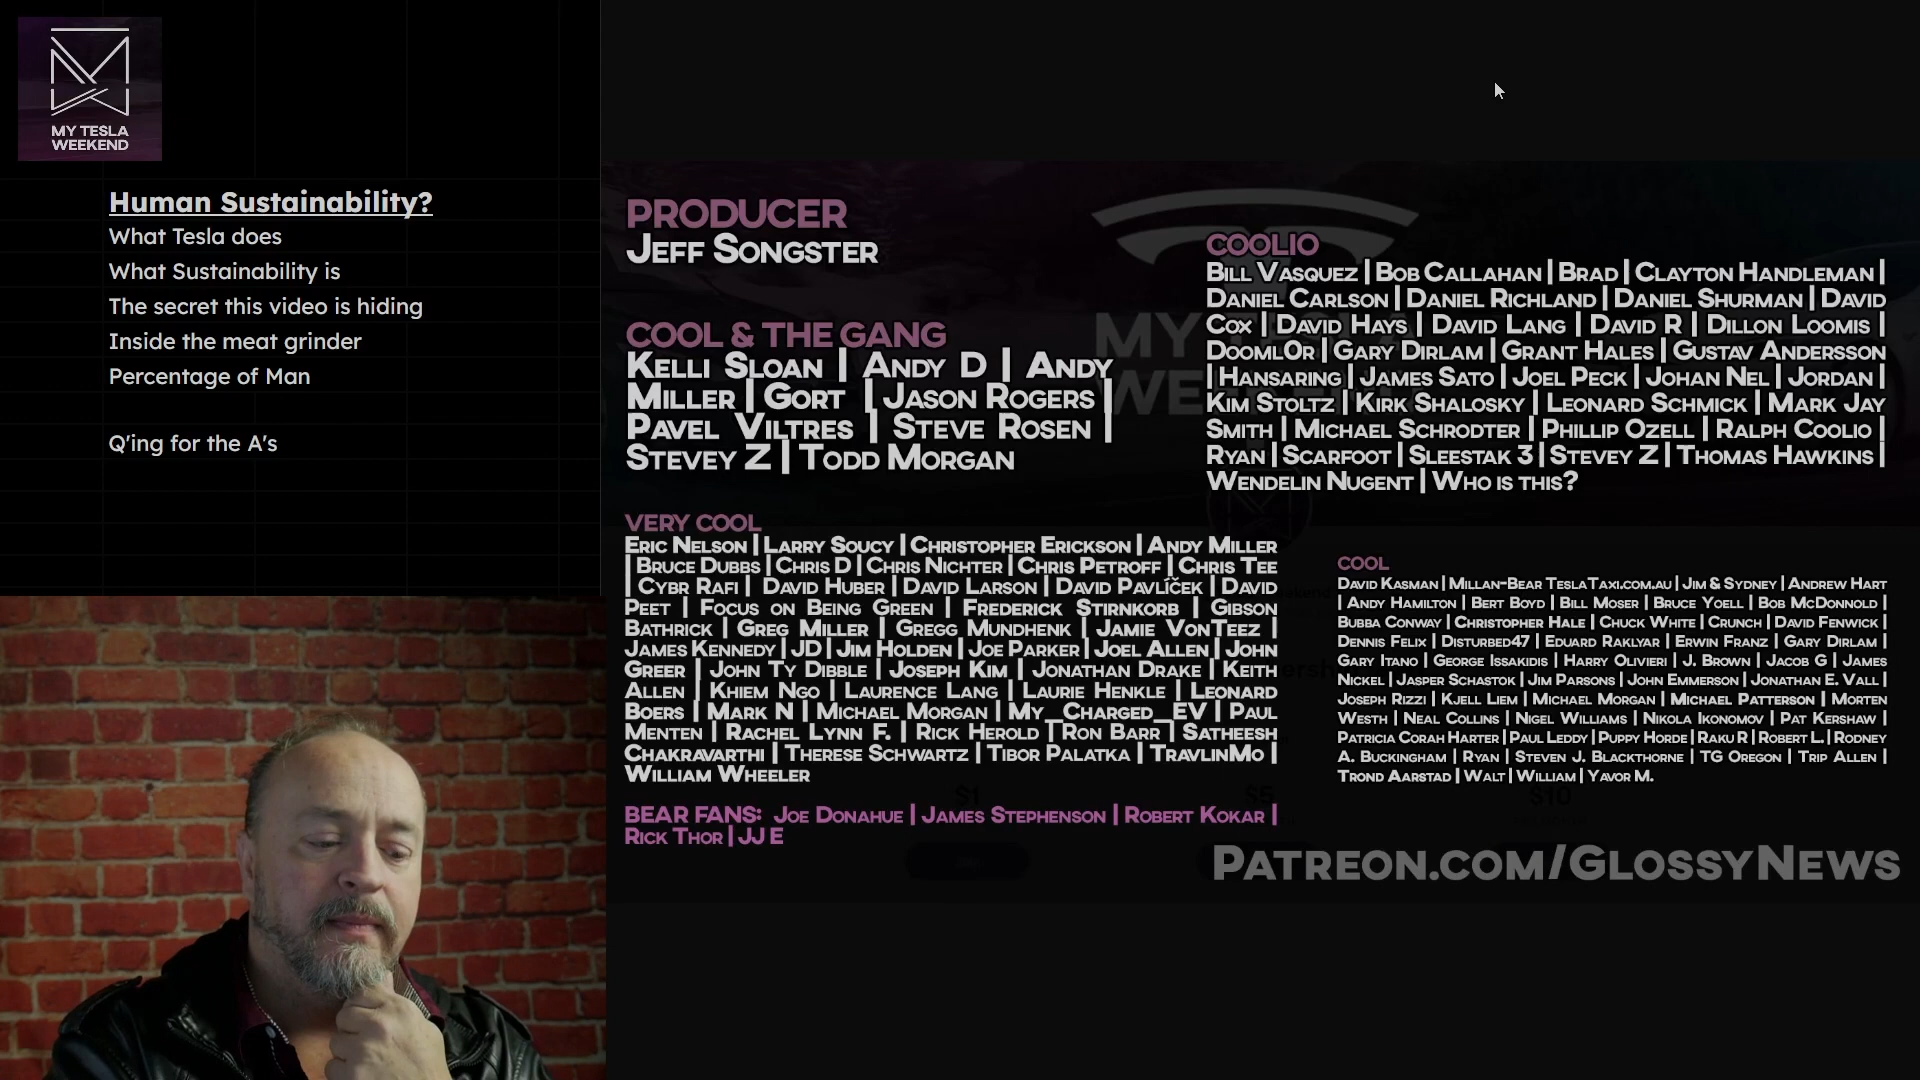 MY TESLA
WEEKEND
Human Sustainability?
What Tesla does
What Sustainability is
The secret this video is hiding
Inside the meat grinder
Percentage of Man
Q'ing for the A's
PRODUCER
JEFF SONGSTER
COOL & THE GANG
KELLI SLOAN | ANDY D | ANDY
MILLER | GORT | JASON ROGERS |
PAVEL VILTRES | STEVE ROSEN |
STEVEY Z | TODD MORGAN
VERY COOL
ERIC NELSON | LARRY SOUCY | CHRISTOPHER ERICKSON | ANDY MILLER
| BRUCE DUBBS | CHRIS D | CHRIS NICHTER | CHRIS PETROFF | CHRIS TEE
| CYBR RAFI | DAVID HUBER | DAVID LARSON | DAVID PAVLÍČEK | DAVID
PEET | FOCUS ON BEING GREEN | FREDERICK STIRNKORB | GIBSON
BATHRICK | GREG MILLER | GREGG MUNDHENK | JAMIE VONTEEZ |
JAMES KENNEDY | JD | JIM HOLDEN | JOE PARKER | JOEL ALLEN | JOHN
GREER | JOHN TY DIBBLE | JOSEPH KIM | JONATHAN DRAKE | KEITH
ALLEN | KHIEM NGO | LAURENCE LANG | LAURIE HENKLE | LEONARD
BOERS | MARK N | MICHAEL MORGAN | MY_CHARGED_EV | PAUL
MENTEN | RACHEL LYNN F. | RICK HEROLD | RON BARR | SATHEESH
CHAKRAVARTHI | THERESE SCHWARTZ | TIBOR PALATKA | TRAVLINMO |
WILLIAM WHEELER
BEAR FANS: JOE DONAHUE | JAMES STEPHENSON | ROBERT KOKAR |
RICK THOR | JJ E
COOLIO
BILL VASQUEZ | BOB CALLAHAN | BRAD | CLAYTON HANDLEMAN |
DANIEL CARLSON | DANIEL RICHLAND | DANIEL SHURMAN | DAVID
COX | DAVID HAYS | DAVID LANG | DAVID R | DILLON LOOMIS |
DOOML0R | GARY DIRLAM | GRANT HALES | GUSTAV ANDERSSON
| HANSARING | JAMES SATO | JOEL PECK | JOHAN NEL | JORDAN |
KIM STOLTZ | KIRK SHALOSKY | LEONARD SCHMICK | MARK JAY
SMITH | MICHAEL SCHRODTER | PHILLIP OZELL | RALPH COOLIO |
RYAN | SCARFOOT | SLEESTAK 3 | STEVEY Z | THOMAS HAWKINS |
WENDELIN NUGENT | WHO IS THIS?
COOL
DAVID KASMAN | MILLAN-BEAR TESLATAXI.COM.AU | JIM & SYDNEY | ANDREW HART
| ANDY HAMILTON | BERT BOYD | BILL MOSER | BRUCE YOELL | BOB MCDONNOLD |
BUBBA CONWAY | CHRISTOPHER HALE | CHUCK WHITE | CRUNCH | DAVID FENWICK |
DENNIS FELIX | DISTURBED47 | EDUARD RAKLYAR | ERWIN FRANZ | GARY DIRLAM |
GARY ITANO | GEORGE ISSAKIDIS | HARRY OLIVIERI | J. BROWN | JACOB G | JAMES
NICKEL | JASPER SCHASTOK | JIM PARSONS | JOHN EMMERSON | JONATHAN E. VALL |
JOSEPH RIZZI | KJELL LIEM | MICHAEL MORGAN | MICHAEL PATTERSON | MORTEN
WESTH | NEAL COLLINS | NIGEL WILLIAMS | NIKOLA IKONOMOV | PAT KERSHAW |
PATRICIA CORAH HARTER | PAUL LEDDY | PUPPY HORDE | RAKU R | ROBERT L. | RODNEY
A. BUCKINGHAM | RYAN | STEVEN J. BLACKTHORNE | TG OREGON | TRIP ALLEN |
TROND AARSTAD | WALT | WILLIAM | YAVOR M.
PATREON.COM/GLOSSYNEWS
MY TESLA
$1
$5
$10